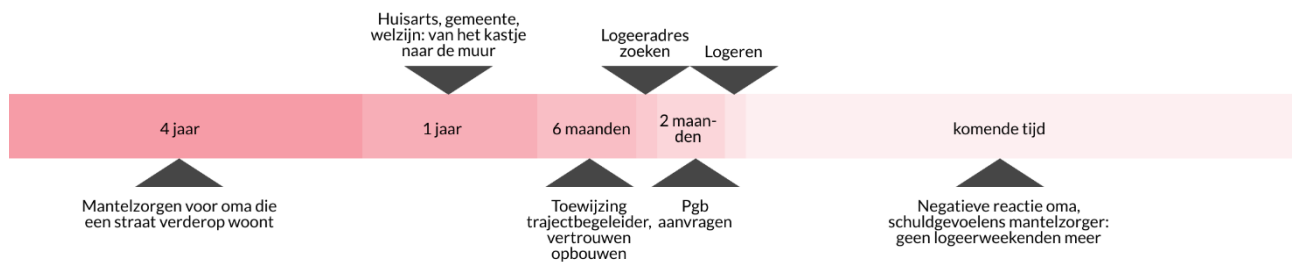 Huisarts, gemeente,
welzijn: van het kastje
naar de muur
Logeeradres
zoeken
Logeren
4 jaar
1 jaar
6 maanden
2 maan-
den
komende tijd
Mantelzorgen voor oma die
een straat verderop woont
Toewijzing
trajectbegeleider,
vertrouwen
opbouwen
Pgb
aanvragen
Negatieve reactie oma,
schuldgevoelens mantelzorger:
geen logeerweekenden meer